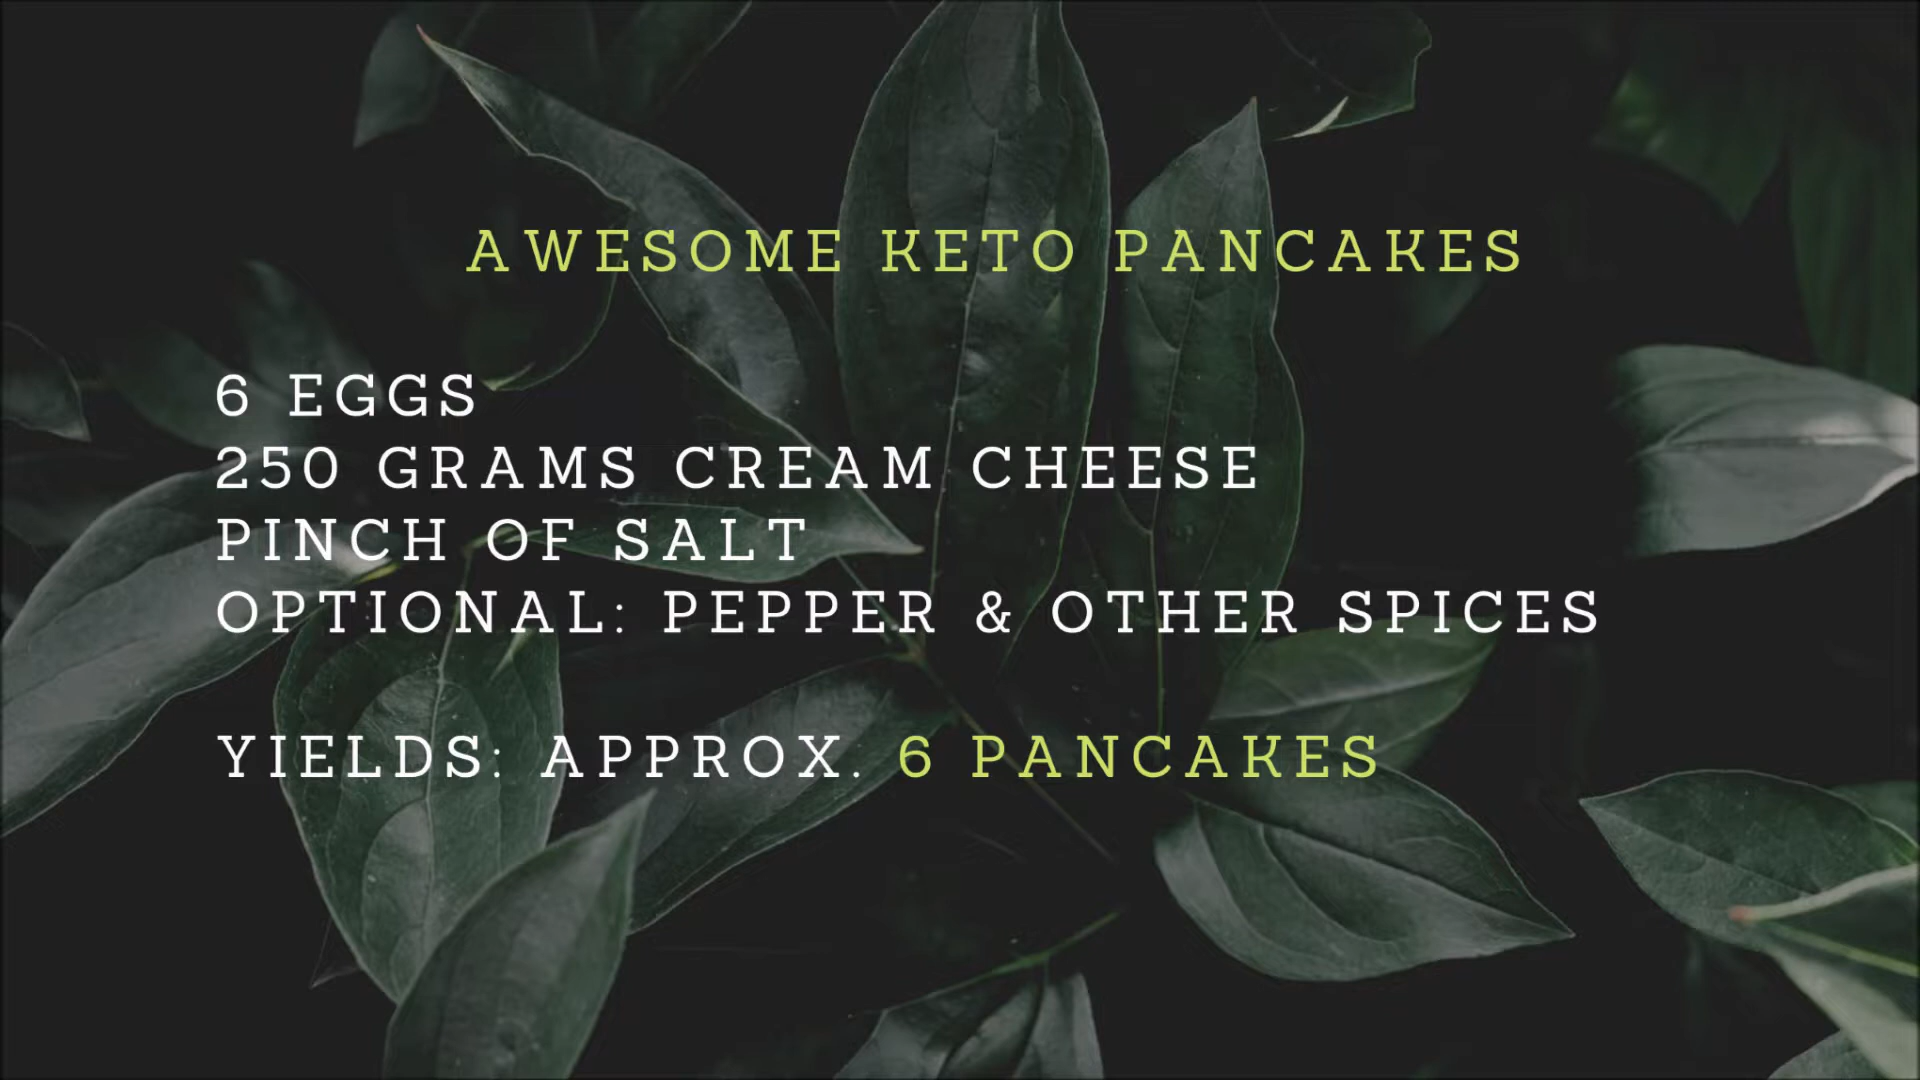 AWESOME KETO PANCAKES
6 EGGS
250 GRAMS CREAM CHEESE
PINCH OF SALT
OPTIONAL: PEPPER & OTHER SPICES
YIELDS: APPROX. 6 PANCAKES